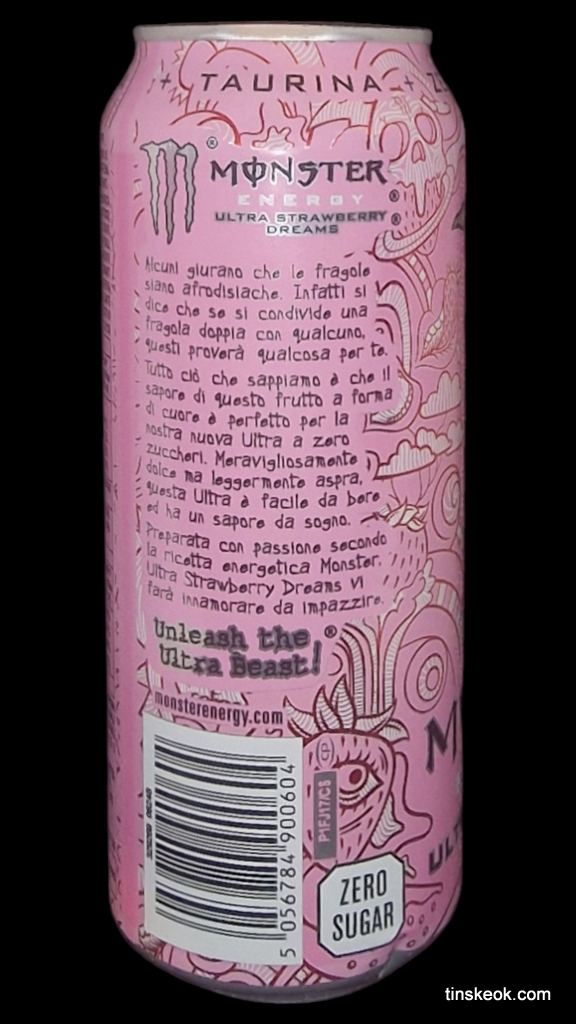 + TAURINA +
MONSTER
ENERGY
ULTRA STRAWBERRY
DREAMS
Alcuni giurano che le fragole
siano afrodisiache. Infatti si
dice che se si condivide una
fragola doppia con qualcuno,
questi proverà qualcosa per te.
Tutto ciò che sappiamo è che il
sapore di questo frutto a forma
di cuore è perfetto per la
nostra nuova Ultra a zero
zuccheri. Meravigliosamente
dolce ma leggermente aspra,
questa Ultra è facile da bere
ed ha un sapore da sogno.
Preparata con passione secondo
la ricetta energetica Monster,
Ultra Strawberry Dreams vi
farà innamorare da impazzire.
Unleash the
Ultra Beast!®
monsterenergy.com
5 056784 900604
P1FJ17/CS
ZERO
SUGAR
tinskeok.com